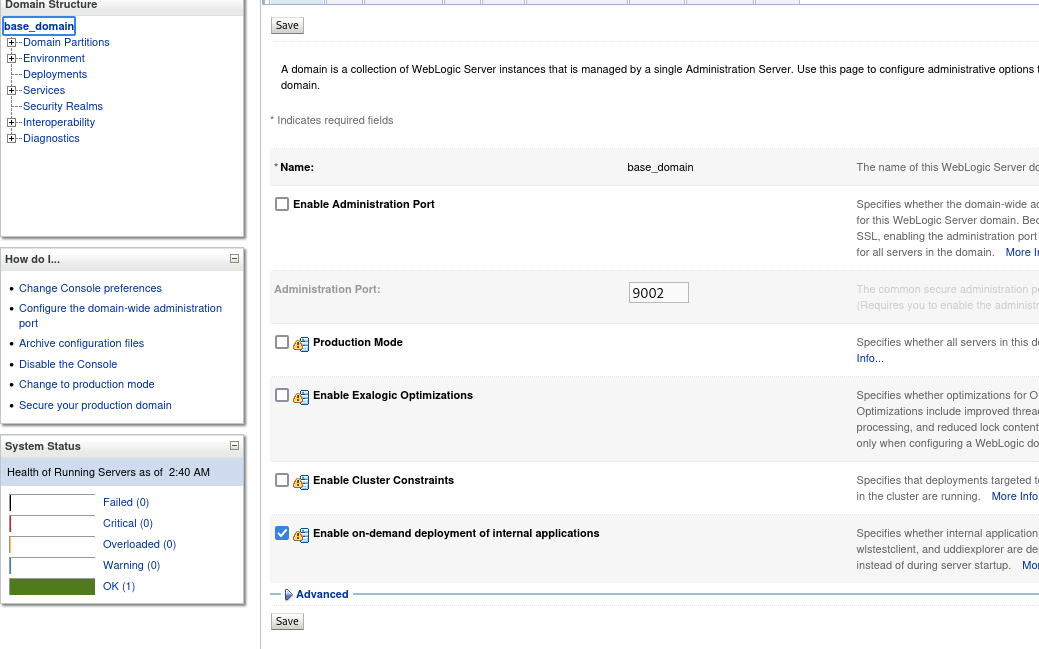 Domain Structure
base_domain
Domain Partitions
Environment
Deployments
Services
Security Realms
Interoperability
Diagnostics
How do I...
Change Console preferences
Configure the domain-wide administration
port
Archive configuration files
Disable the Console
Change to production mode
Secure your production domain
System Status
Health of Running Servers as of 2:40 AM
Failed (0)
Critical (0)
Overloaded (0)
Warning (0)
OK (1)
Save
A domain is a collection of WebLogic Server instances that is managed by a single Administration Server. Use this page to configure administrative options
domain.
* Indicates required fields
* Name:
base_domain
The name of this WebLogic Server
Enable Administration Port
Specifies whether the domain-wide
for this WebLogic Server domain.
SSL, enabling the administration port
for all servers in the domain. More
Administration Port:
9002
The common secure administration
(Requires you to enable the
Production Mode
Specifies whether all servers in this
Info...
Enable Exalogic Optimizations
Specifies whether optimizations for
Optimizations include improved
processing, and reduced lock
only when configuring a WebLogic
Enable Cluster Constraints
Specifies that deployments targeted
in the cluster are running. More Info
Enable on-demand deployment of internal applications
Specifies whether internal
wlstestclient, and uddiexplorer are
instead of during server startup.
Advanced
Save